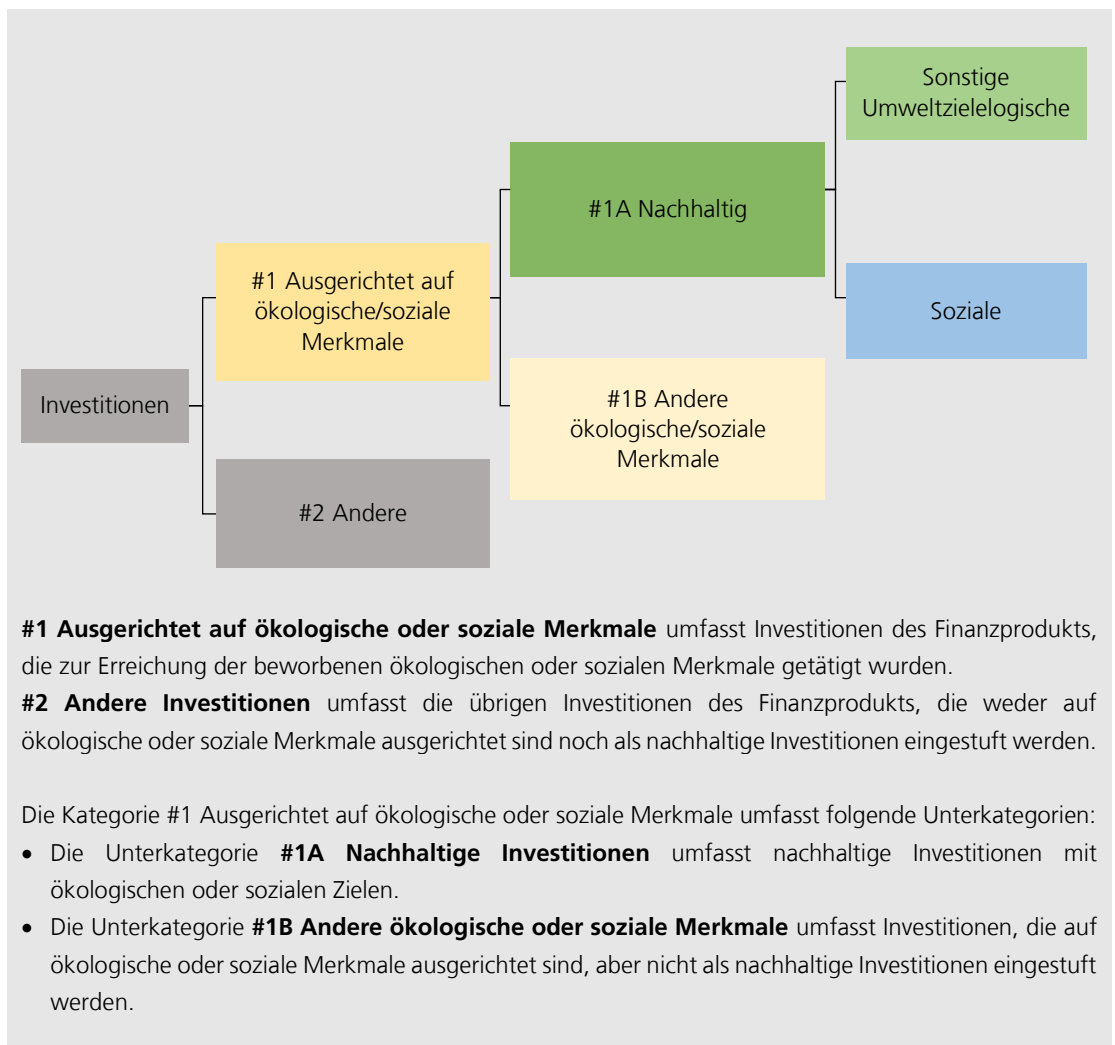 Sonstige
Umweltzielelogische
#1A Nachhaltig
#1 Ausgerichtet auf
ökologische/soziale
Merkmale
Soziale
Investitionen
#1B Andere
ökologische/soziale
Merkmale
#2 Andere
#1 Ausgerichtet auf ökologische oder soziale Merkmale umfasst Investitionen des Finanzprodukts,
die zur Erreichung der beworbenen ökologischen oder sozialen Merkmale getätigt wurden.
#2 Andere Investitionen umfasst die übrigen Investitionen des Finanzprodukts, die weder auf
ökologische oder soziale Merkmale ausgerichtet sind noch als nachhaltige Investitionen eingestuft werden.
Die Kategorie #1 Ausgerichtet auf ökologische oder soziale Merkmale umfasst folgende Unterkategorien:
• Die Unterkategorie #1A Nachhaltige Investitionen umfasst nachhaltige Investitionen mit
ökologischen oder sozialen Zielen.
• Die Unterkategorie #1B Andere ökologische oder soziale Merkmale umfasst Investitionen, die auf
ökologische oder soziale Merkmale ausgerichtet sind, aber nicht als nachhaltige Investitionen eingestuft
werden.